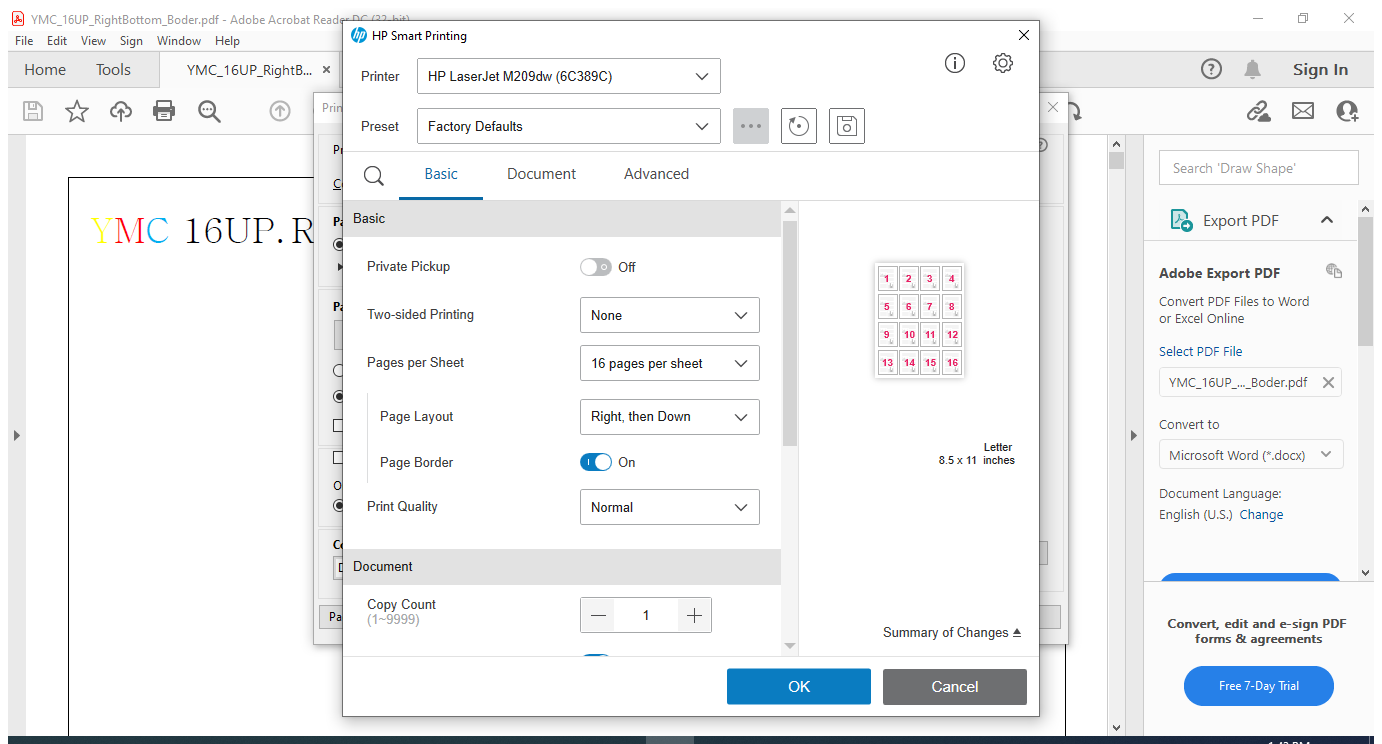 YMC_16UP_RightBottom_Boder.pdf - Adobe Acrobat Reader DC (32-bit)
File Edit View Sign Window Help
Home Tools YMC_16UP_RightB... Sign In
HP Smart Printing
Printer HP LaserJet M209dw (6C389C)
Preset Factory Defaults
Basic Document Advanced
Basic
Private Pickup Off
Two-sided Printing None
Pages per Sheet 16 pages per sheet
Page Layout Right, then Down
Page Border On
Print Quality Normal
Document
Copy Count
(1~9999)
1
1 2 3 4
5 6 7 8
9 10 11 12
13 14 15 16
Letter
8.5 x 11 inches
Summary of Changes
OK Cancel
YMC 16UP.R
Search 'Draw Shape'
Export PDF
Adobe Export PDF
Convert PDF Files to Word
or Excel Online
Select PDF File
YMC_16UP_..._Boder.pdf
Convert to
Microsoft Word (*.docx)
Document Language:
English (U.S.) Change
Convert, edit and e-sign PDF
forms & agreements
Free 7-Day Trial